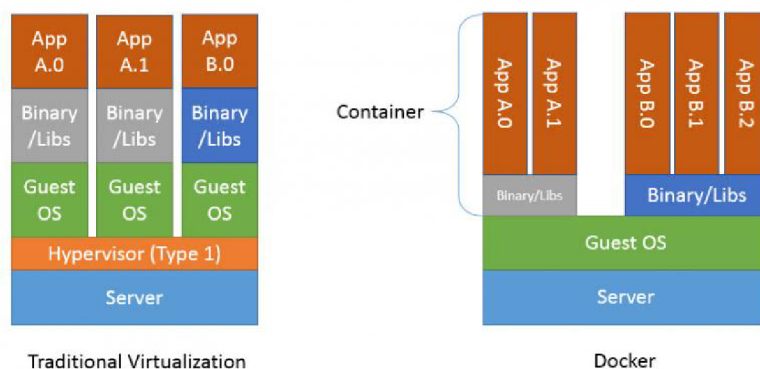 App
A.0
App
A.1
App
B.0
Binary
/Libs
Binary
/Libs
Binary
/Libs
Guest
OS
Guest
OS
Guest
OS
Hypervisor (Type 1)
Server
Traditional Virtualization
Container
App A.0
App A.1
App B.0
App B.1
App B.2
Binary/Libs
Binary/Libs
Guest OS
Server
Docker